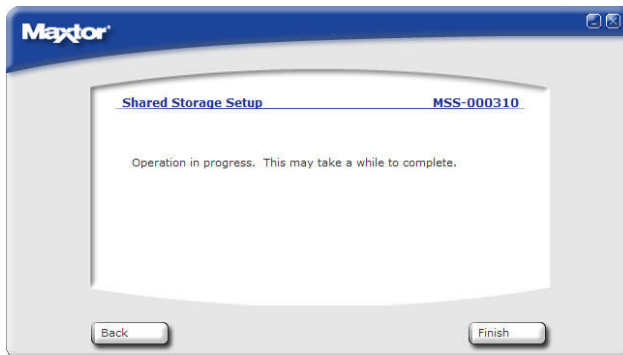 Maxtor
Shared Storage Setup MSS-000310
Operation in progress. This may take a while to complete.
Back Finish